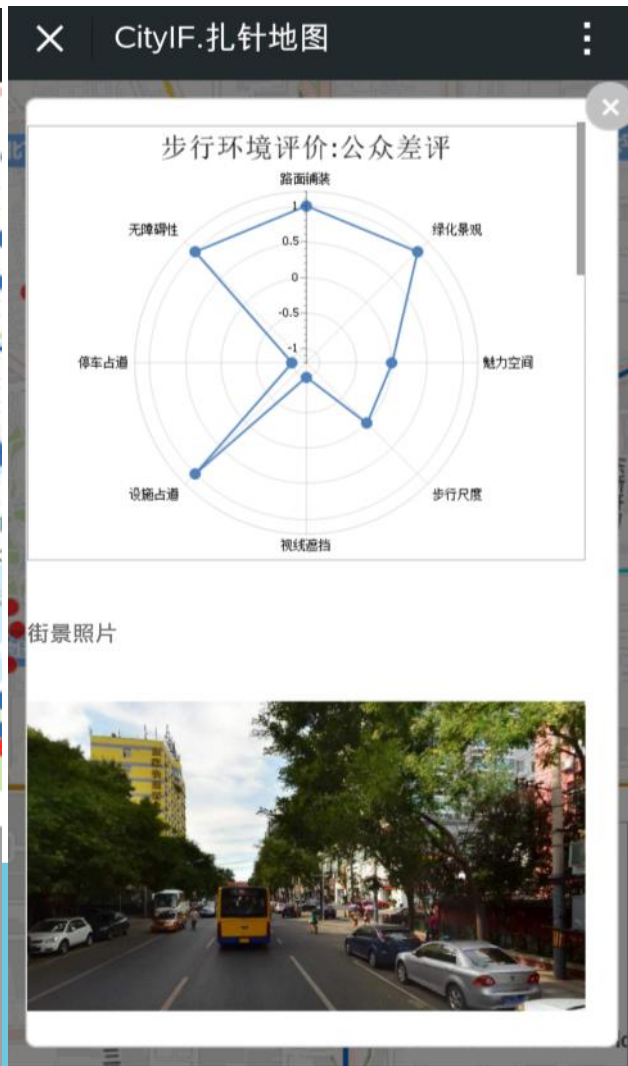 CityIF.扎针地图
步行环境评价:公众差评
路面铺装
无障碍性
绿化景观
1
0.5
0
-0.5
-1
停车占道
魅力空间
设施占道
步行尺度
视线遮挡
街景照片